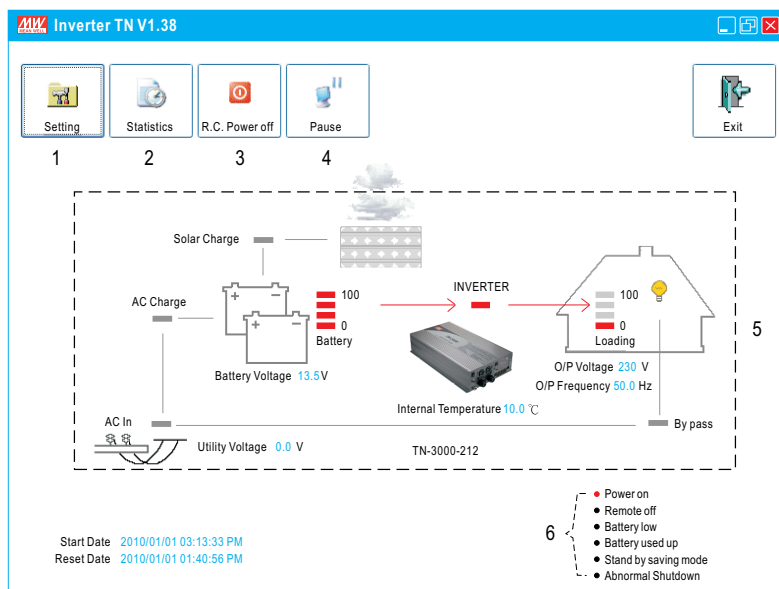 MW MEAN WELL Inverter TN V1.38
Setting
Statistics
R.C. Power off
Pause
Exit
1
2
3
4
Solar Charge
AC Charge
+ −
+ −
100
0
Battery
Battery Voltage 13.5V
INVERTER
Internal Temperature 10.0 ℃
100
0
Loading
O/P Voltage 230 V
O/P Frequency 50.0 Hz
5
AC In
Utility Voltage 0.0 V
TN-3000-212
By pass
6
Power on
Remote off
Battery low
Battery used up
Stand by saving mode
Abnormal Shutdown
Start Date 2010/01/01 03:13:33 PM
Reset Date 2010/01/01 01:40:56 PM